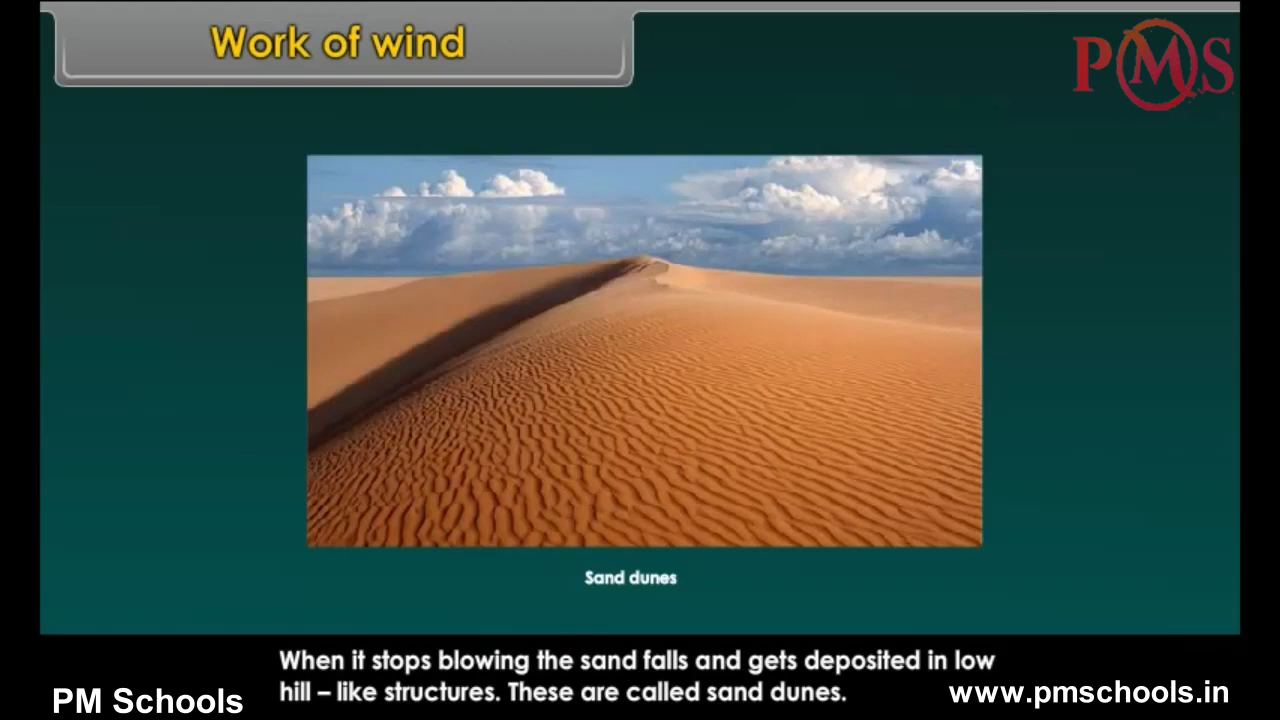 Work of wind
PMS
Sand dunes
When it stops blowing the sand falls and gets deposited in low
hill – like structures. These are called sand dunes.
PM Schools
www.pmschools.in